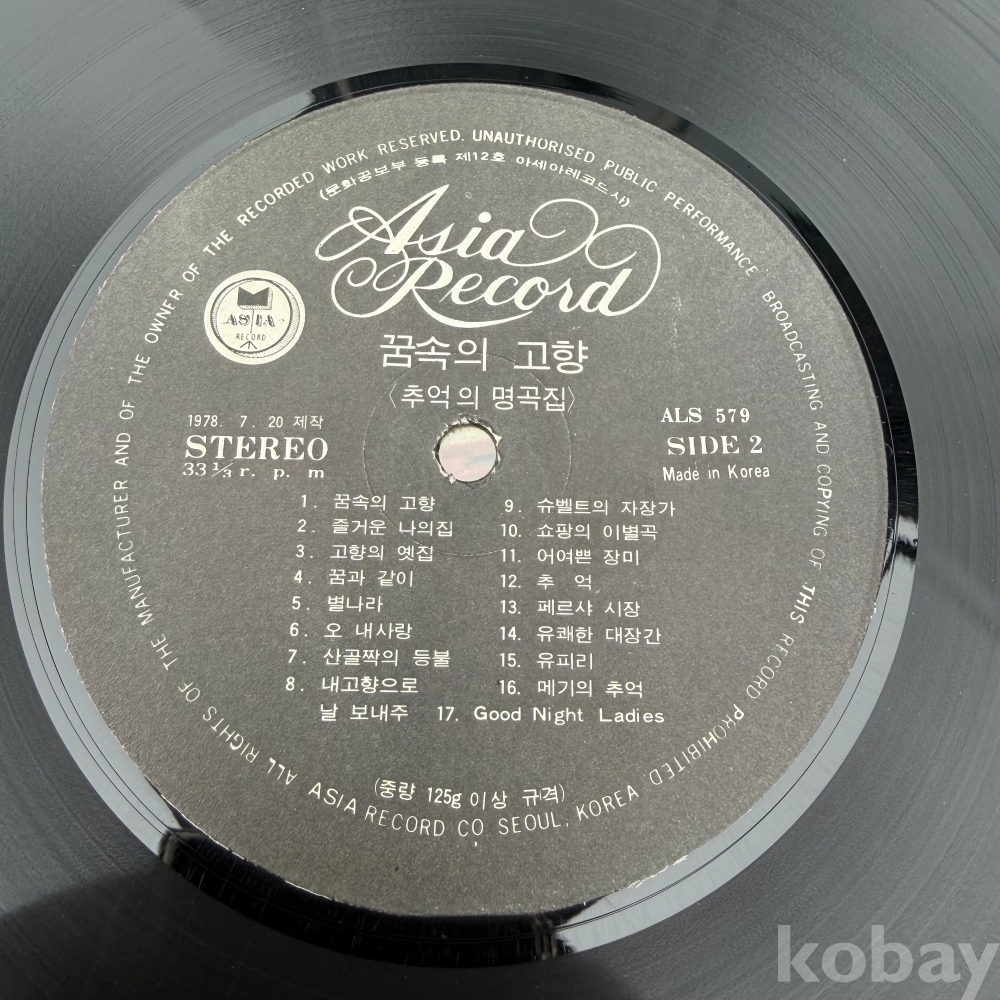 ALL RIGHTS OF THE MANUFACTURER AND OF THE OWNER OF THE RECORDED WORK RESERVED. UNAUTHORISED PUBLIC PERFORMANCE BROADCASTING AND COPYING OF THIS RECORD PROHIBITED
(문화공보부 등록 제12호 아세아레코드사)
Asia
Record
ASIA
RECORD
꿈속의 고향
〈추억의 명곡집〉
1978. 7. 20 제작
STEREO
33 1/3 r. p. m
ALS 579
SIDE 2
Made in Korea
1. 꿈속의 고향
2. 즐거운 나의집
3. 고향의 옛집
4. 꿈과 같이
5. 별나라
6. 오 내사랑
7. 산골짝의 등불
8. 내고향으로
날 보내주
9. 슈벨트의 자장가
10. 쇼팡의 이별곡
11. 어여쁜 장미
12. 추 억
13. 페르샤 시장
14. 유쾌한 대장간
15. 유피리
16. 메기의 추억
17. Good Night Ladies
(중량 125g 이상 규격)
ASIA RECORD CO, SEOUL, KOREA
kobay